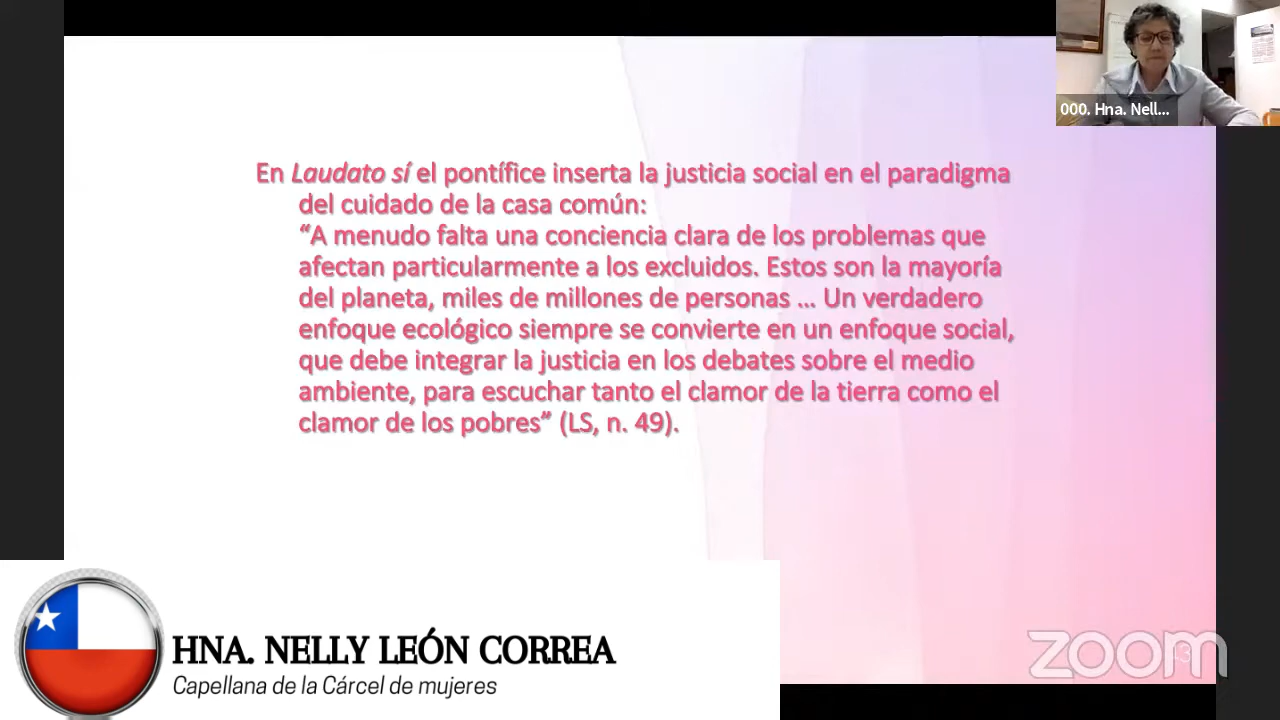 000. Hna. Nell...
En Laudato sí el pontífice inserta la justicia social en el paradigma
del cuidado de la casa común:
“A menudo falta una conciencia clara de los problemas que
afectan particularmente a los excluidos. Estos son la mayoría
del planeta, miles de millones de personas ... Un verdadero
enfoque ecológico siempre se convierte en un enfoque social,
que debe integrar la justicia en los debates sobre el medio
ambiente, para escuchar tanto el clamor de la tierra como el
clamor de los pobres” (LS, n. 49).
HNA. NELLY LEÓN CORREA
Capellana de la Cárcel de mujeres
zoom